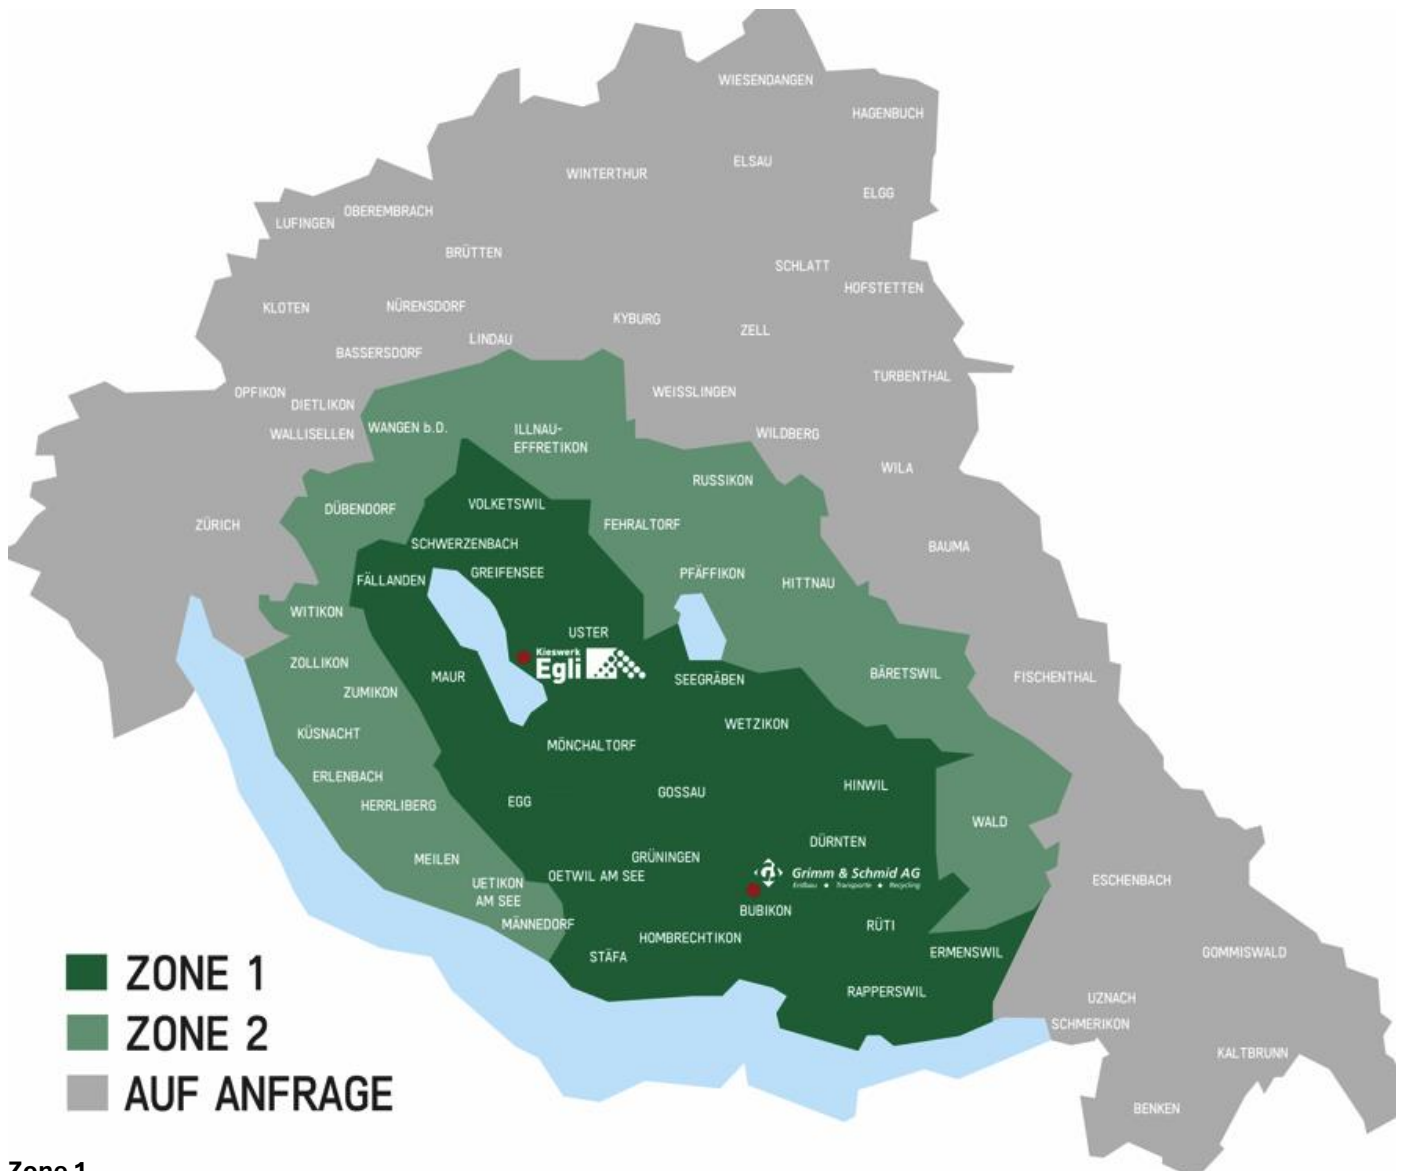 WIESENDANGEN
HAGENBUCH
ELSAU
WINTERTHUR
ELGG
OBEREMBRACH
LUFINGEN
BRÜTTEN
SCHLATT
HOFSTETTEN
KLOTEN
NÜRENSDORF
KYBURG
ZELL
LINDAU
BASSERSDORF
TURBENTHAL
OPFIKON
WEISSLINGEN
DIETLIKON
WANGEN b.D.
ILLNAU-
EFFRETIKON
WALLISELLEN
WILDBERG
WILA
RUSSIKON
VOLKETSWIL
DÜBENDORF
ZÜRICH
FEHRALTORF
SCHWERZENBACH
BAUMA
GREIFENSEE
PFÄFFIKON
FÄLLANDEN
HITTNAU
WITIKON
USTER
Kieswerk
Egli
ZOLLIKON
BÄRETSWIL
MAUR
FISCHENTHAL
SEEGRÄBEN
ZUMIKON
WETZIKON
KÜSNACHT
MÖNCHALTORF
ERLENBACH
HINWIL
GOSSAU
EGG
HERRLIBERG
WALD
DÜRNTEN
GRÜNINGEN
MEILEN
Grimm & Schmid AG
Erdbau • Transporte • Recycling
OETWIL AM SEE
ESCHENBACH
UETIKON
AM SEE
BUBIKON
MÄNNEDORF
RÜTI
HOMBRECHTIKON
ERMENSWIL
GOMMISWALD
STÄFA
RAPPERSWIL
UZNACH
SCHMERIKON
KALTBRUNN
BENKEN
ZONE 1
ZONE 2
AUF ANFRAGE
Zone 1